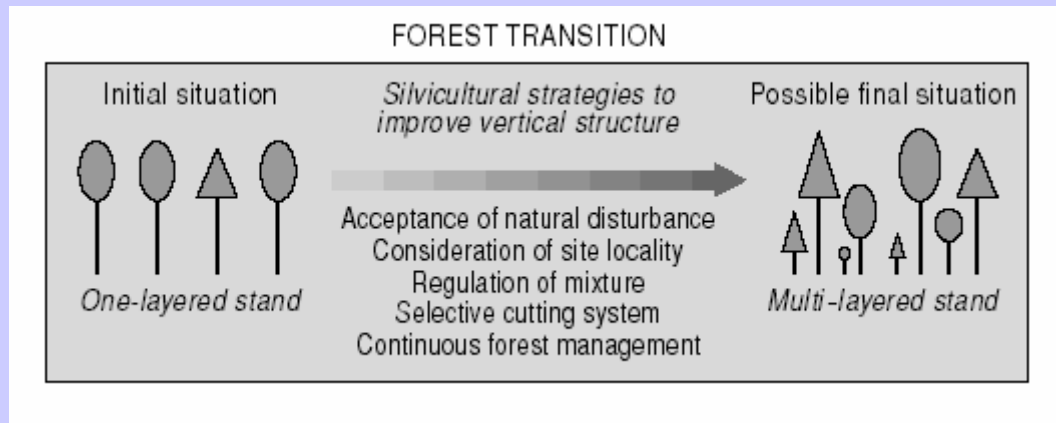 FOREST TRANSITION
Initial situation
One-layered stand
Silvicultural strategies to
improve vertical structure
Acceptance of natural disturbance
Consideration of site locality
Regulation of mixture
Selective cutting system
Continuous forest management
Possible final situation
Multi-layered stand